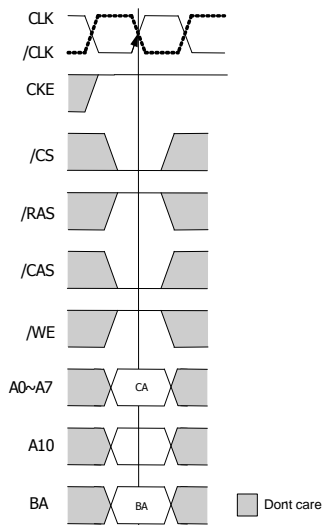 CLK
/CLK
CKE
/CS
/RAS
/CAS
/WE
A0~A7
CA
A10
BA
BA
Dont care